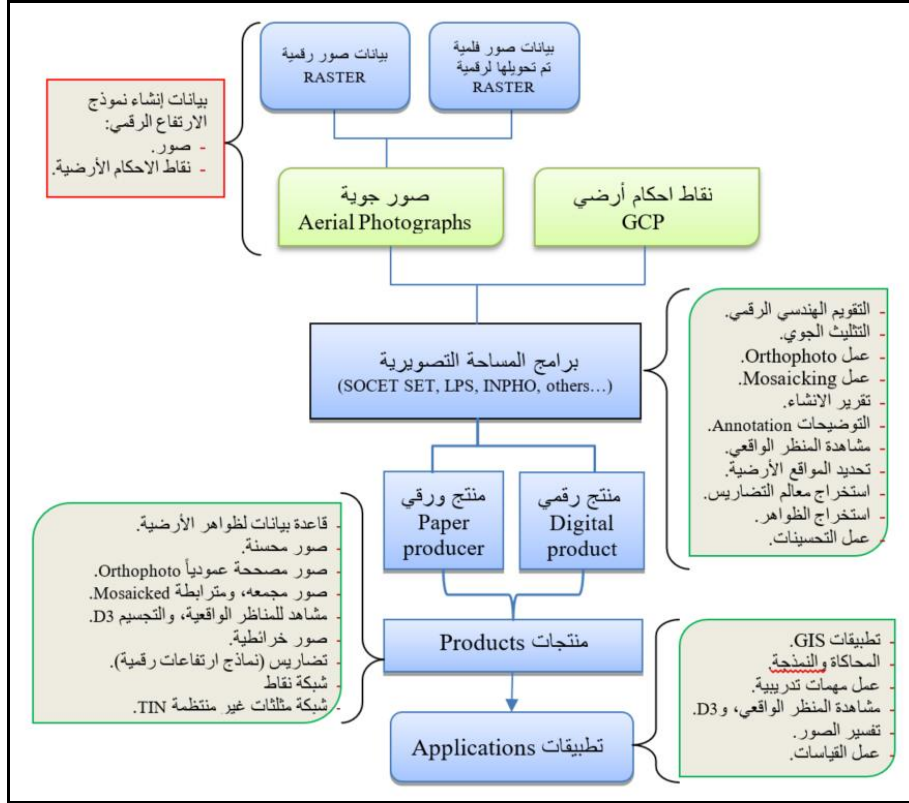 بيانات صور رقمية
RASTER
بيانات صور فلمية
تم تحويلها لرقمية
RASTER
بيانات إنشاء نموذج
الارتفاع الرقمي:
- صور.
- نقاط الاحكام الأرضية.
صور جوية
Aerial Photographs
نقاط احكام أرضي
GCP
برامج المساحة التصويرية
(SOCET SET, LPS, INPHO, others…)
- التقويم الهندسي الرقمي.
- التثليث الجوي.
- عمل Orthophoto.
- عمل Mosaicking.
- تقرير الانشاء.
- التوضيحات Annotation.
- مشاهدة المنظر الواقعي.
- تحديد المواقع الأرضية.
- استخراج معالم التضاريس.
- استخراج الظواهر.
- عمل التحسينات.
منتج ورقي
Paper
producer
منتج رقمي
Digital
product
- قاعدة بيانات لظواهر الأرضية.
- صور محسنة.
- صور مصححة عمودياً Orthophoto.
- صور مجمعه، ومترابطة Mosaicked.
- مشاهد للمناظر الواقعية، والتجسيم D3.
- صور خرائطية.
- تضاريس (نماذج ارتفاعات رقمية).
- شبكة نقاط
- شبكة مثلثات غير منتظمة TIN.
منتجات Products
- تطبيقات GIS.
- المحاكاة والنمذجة.
- عمل مهمات تدريبية.
- مشاهدة المنظر الواقعي، وD3.
- تفسير الصور.
- عمل القياسات.
تطبيقات Applications